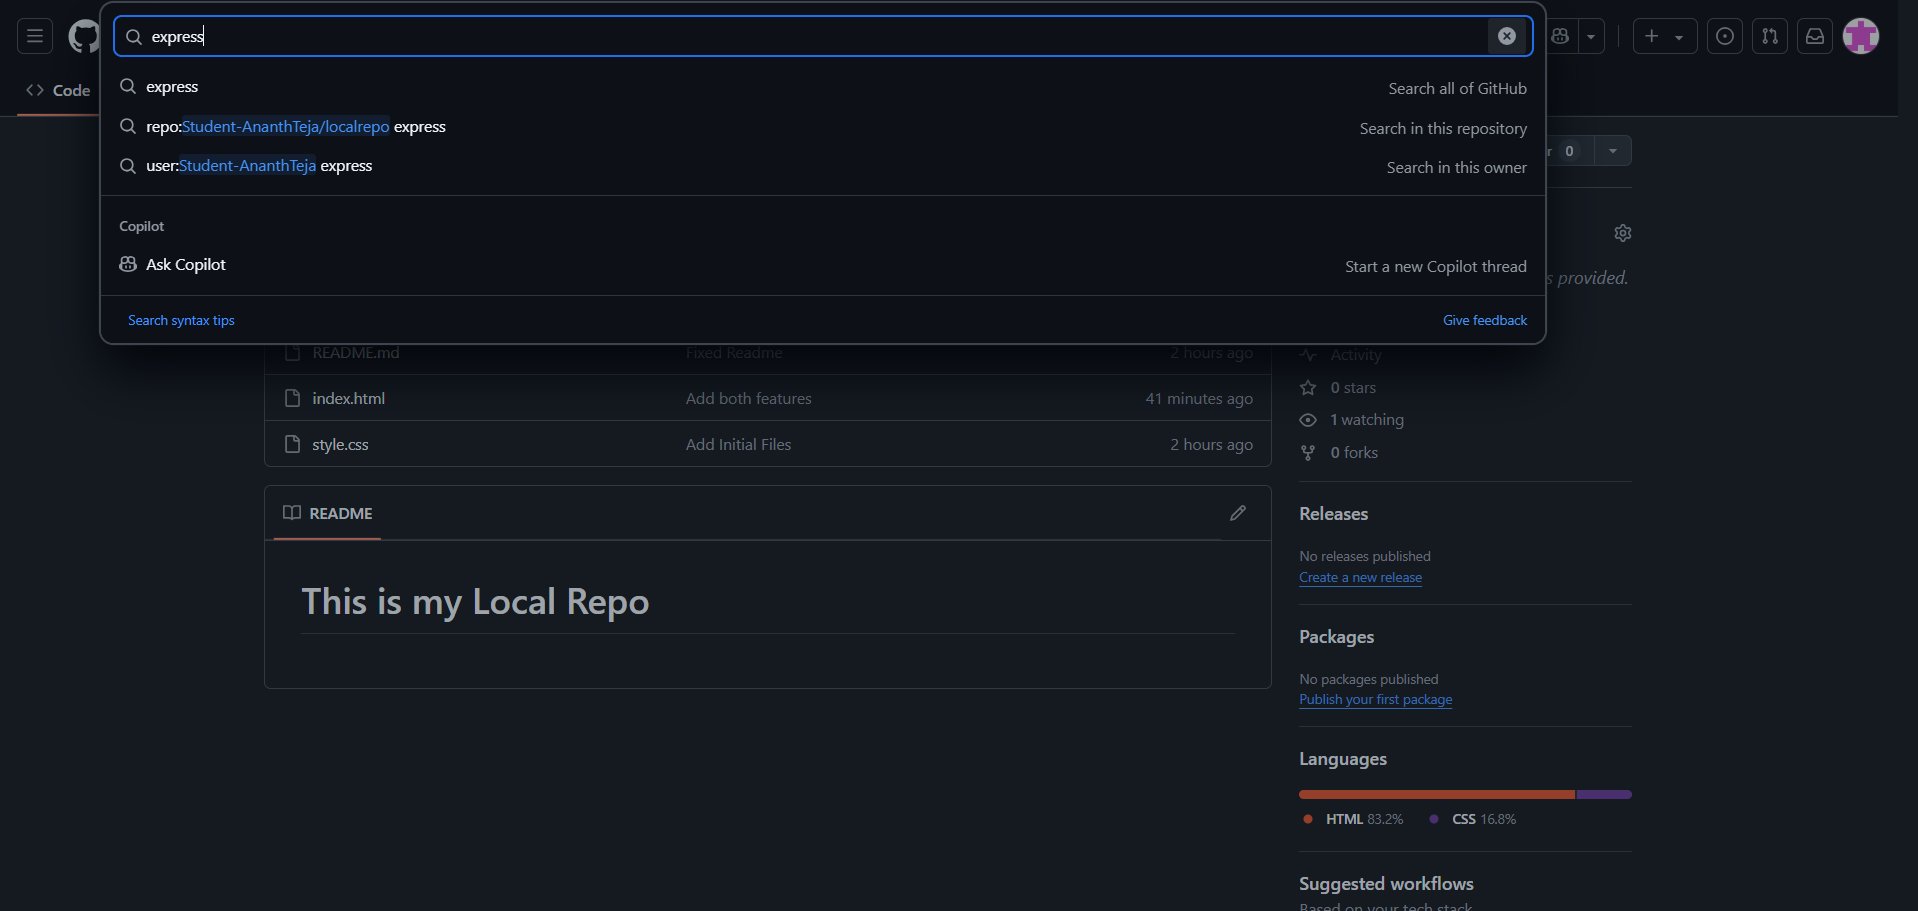 express
express Search all of GitHub
repo:Student-AnanthTeja/localrepo express Search in this repository
user:Student-AnanthTeja express Search in this owner
Copilot
Ask Copilot Start a new Copilot thread
Search syntax tips Give feedback
Code
r 0
s provided.
README.md Fixed Readme 2 hours ago
index.html Add both features 41 minutes ago
style.css Add Initial Files 2 hours ago
README
This is my Local Repo
Activity
0 stars
1 watching
0 forks
Releases
No releases published
Create a new release
Packages
No packages published
Publish your first package
Languages
HTML 83.2% CSS 16.8%
Suggested workflows
Based on your tech stack